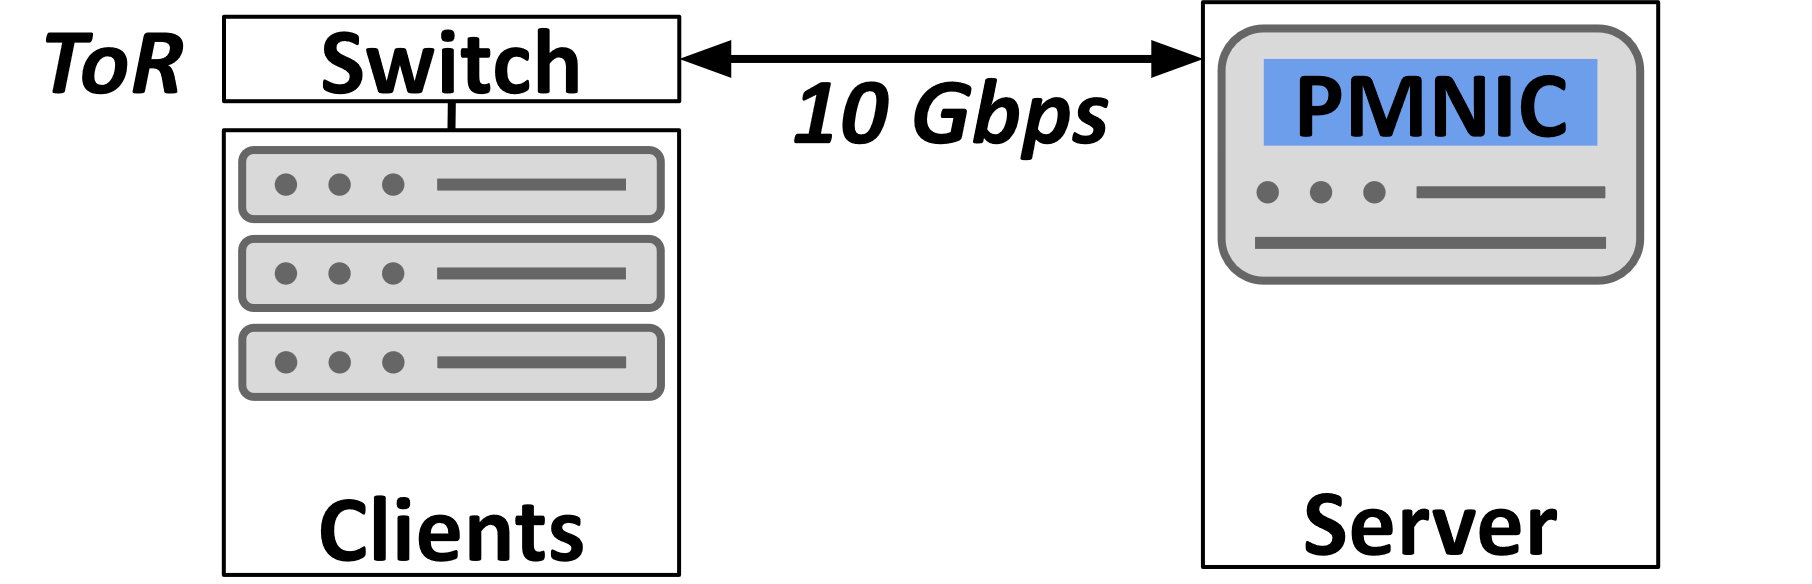 ToR
Switch
10 Gbps
PMNIC
Clients
Server